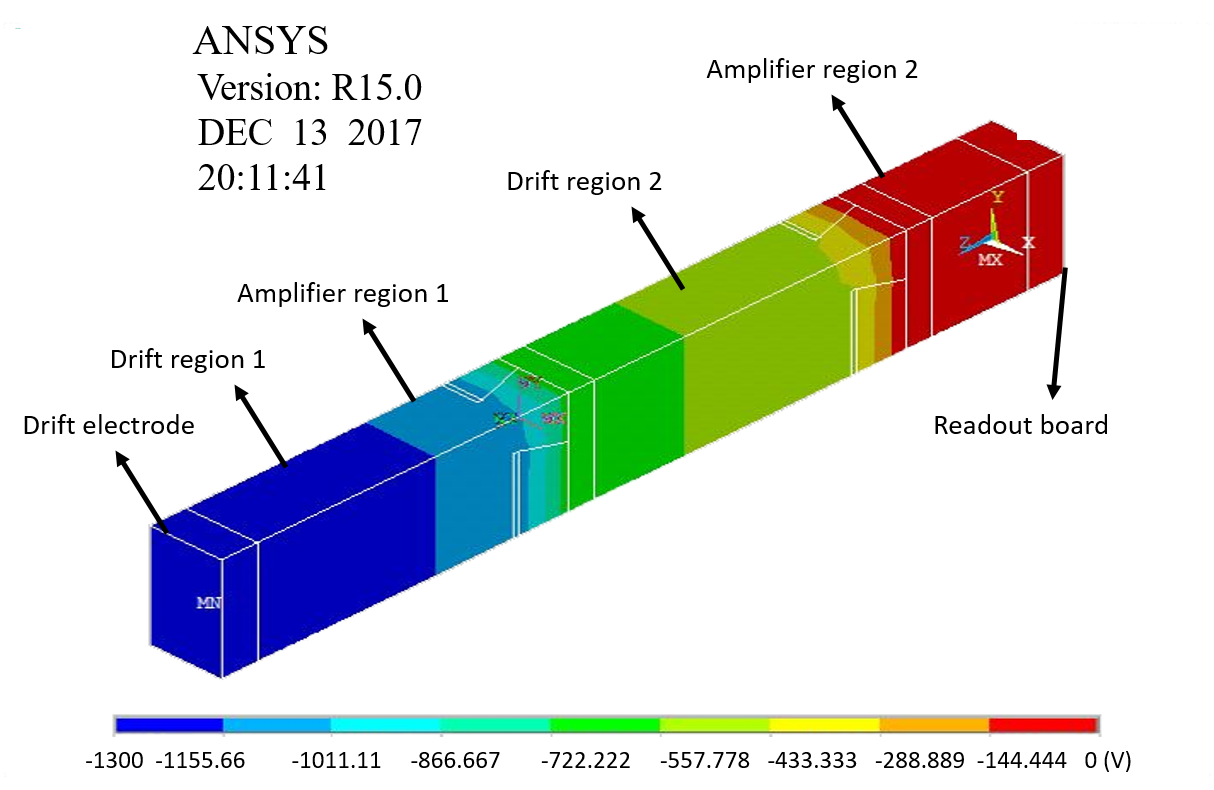 ANSYS
Version: R15.0
DEC 13 2017
20:11:41
Amplifier region 2
Drift region 2
Amplifier region 1
Drift region 1
Drift electrode
Readout board
Y
Z
X
MX
MN
-1300 -1155.66 -1011.11 -866.667 -722.222 -557.778 -433.333 -288.889 -144.444 0 (V)